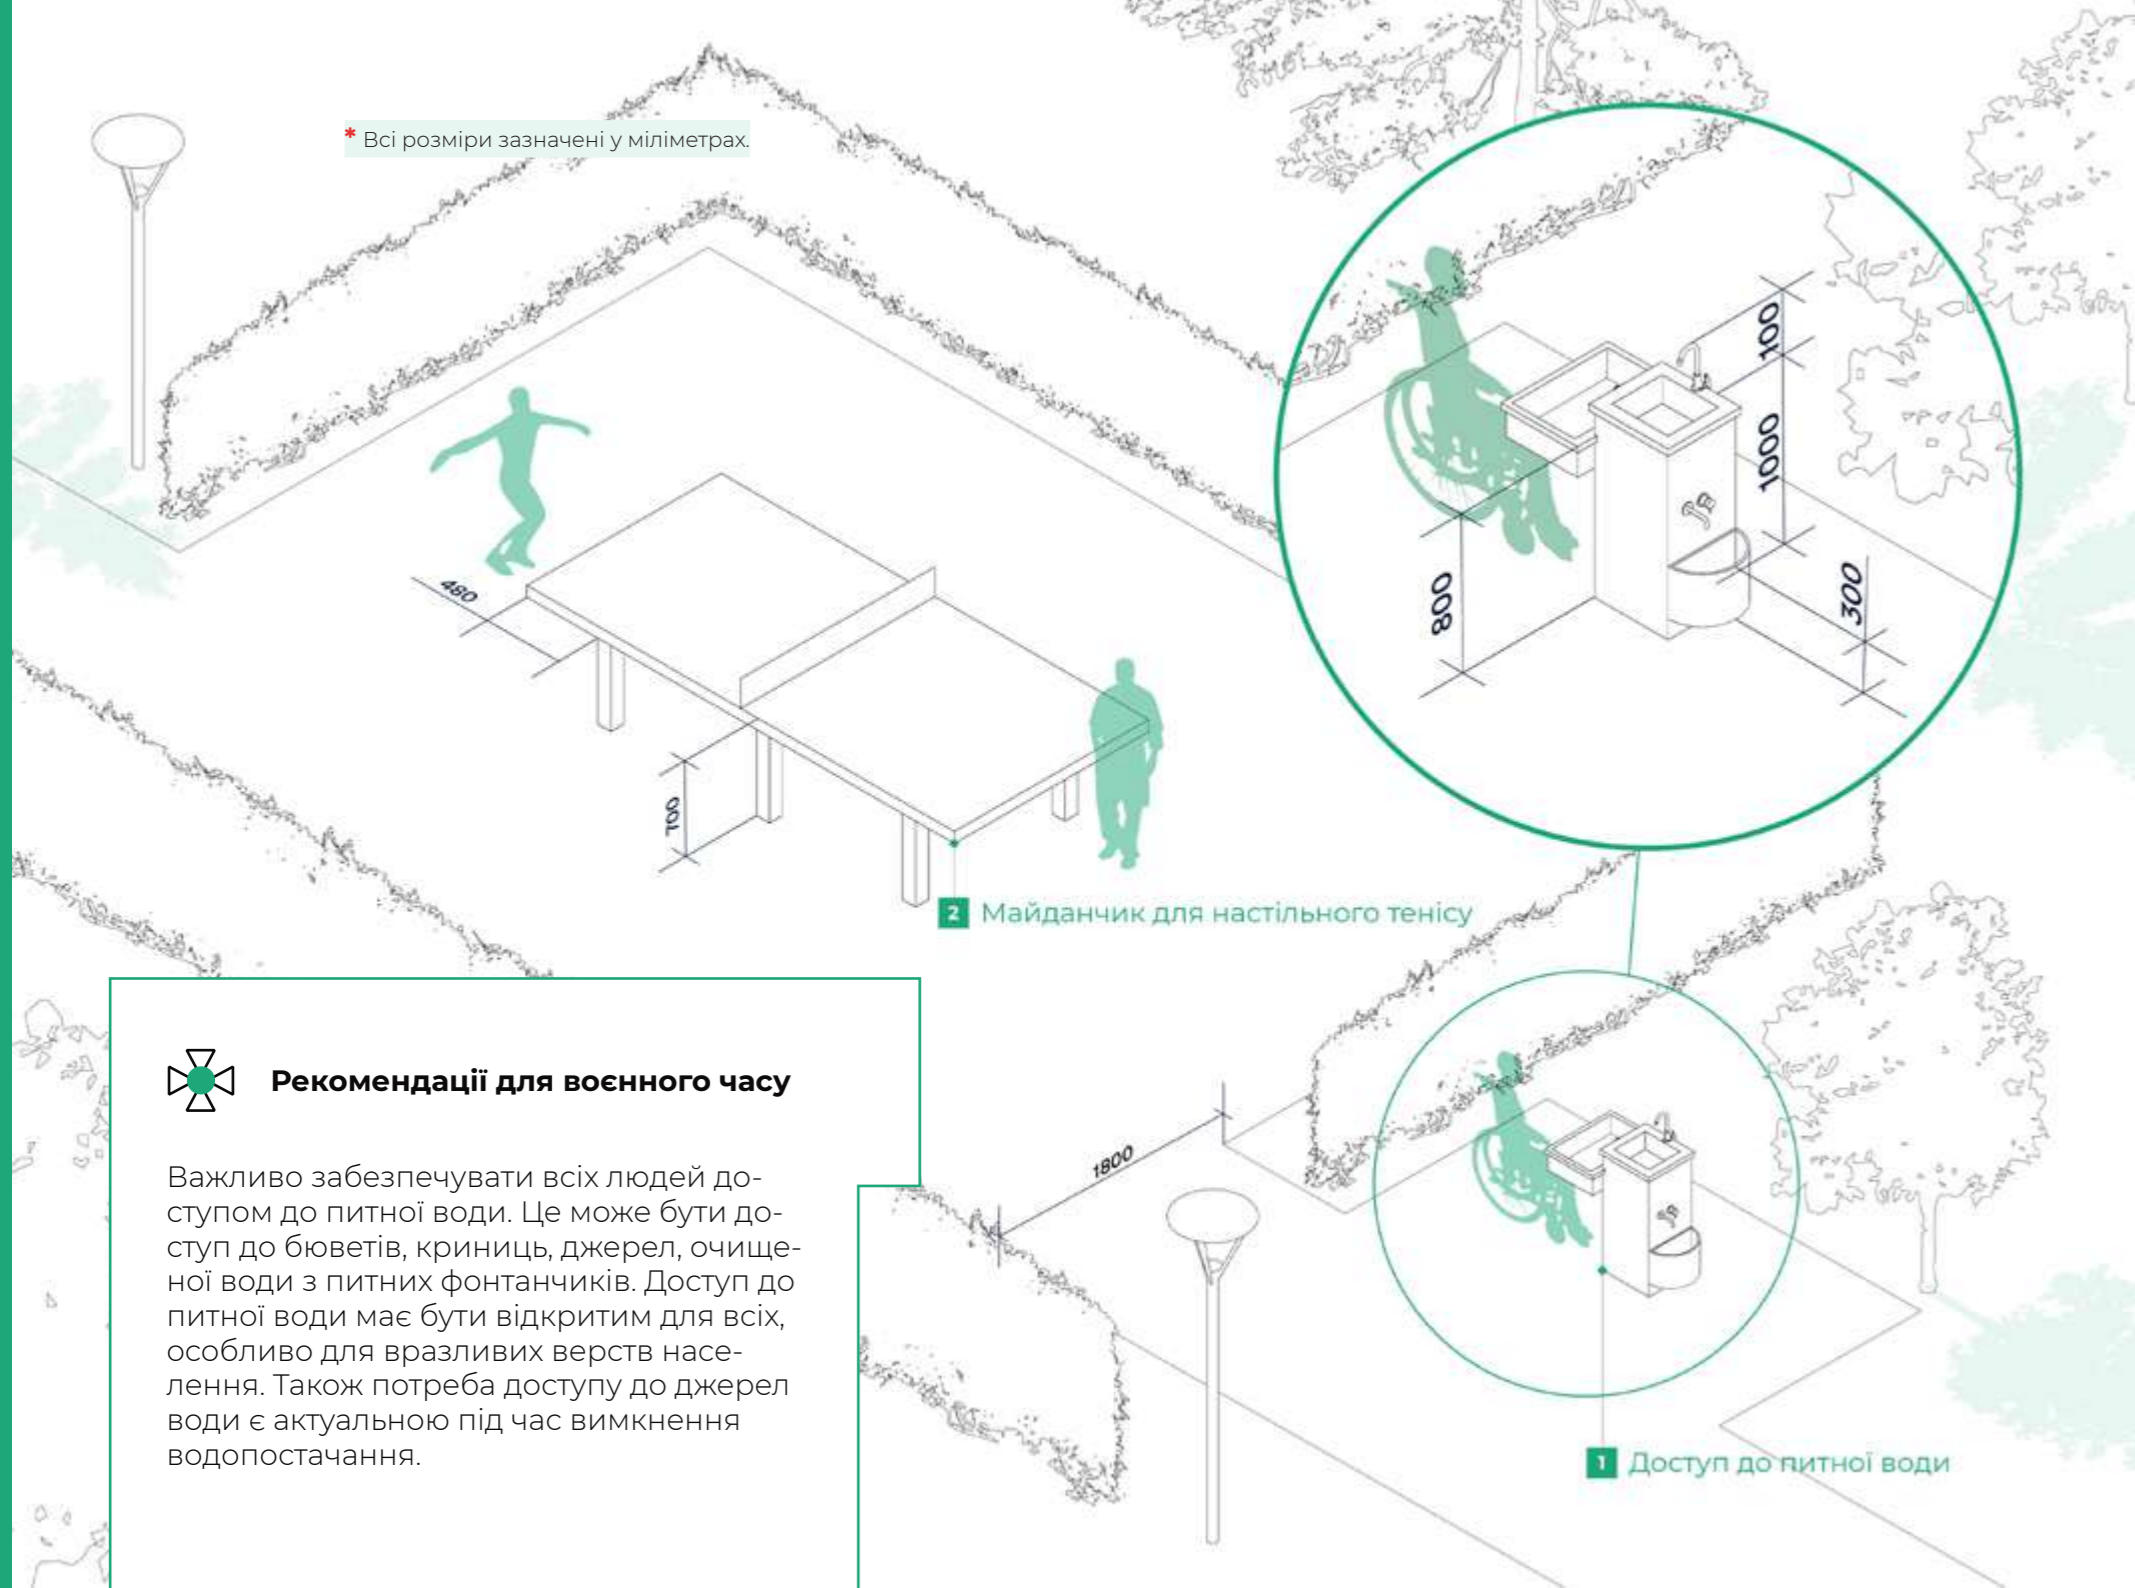 * Всі розміри зазначені у міліметрах.
100
1000
800
300
480
700
2 Майданчик для настільного тенісу
Рекомендації для воєнного часу
Важливо забезпечувати всіх людей до-
ступом до питної води. Це може бути до-
ступ до бюветів, криниць, джерел, очище-
ної води з питних фонтанчиків. Доступ до
питної води має бути відкритим для всіх,
особливо для вразливих верств насе-
лення. Також потреба доступу до джерел
води є актуальною під час вимкнення
водопостачання.
1800
1 Доступ до питної води